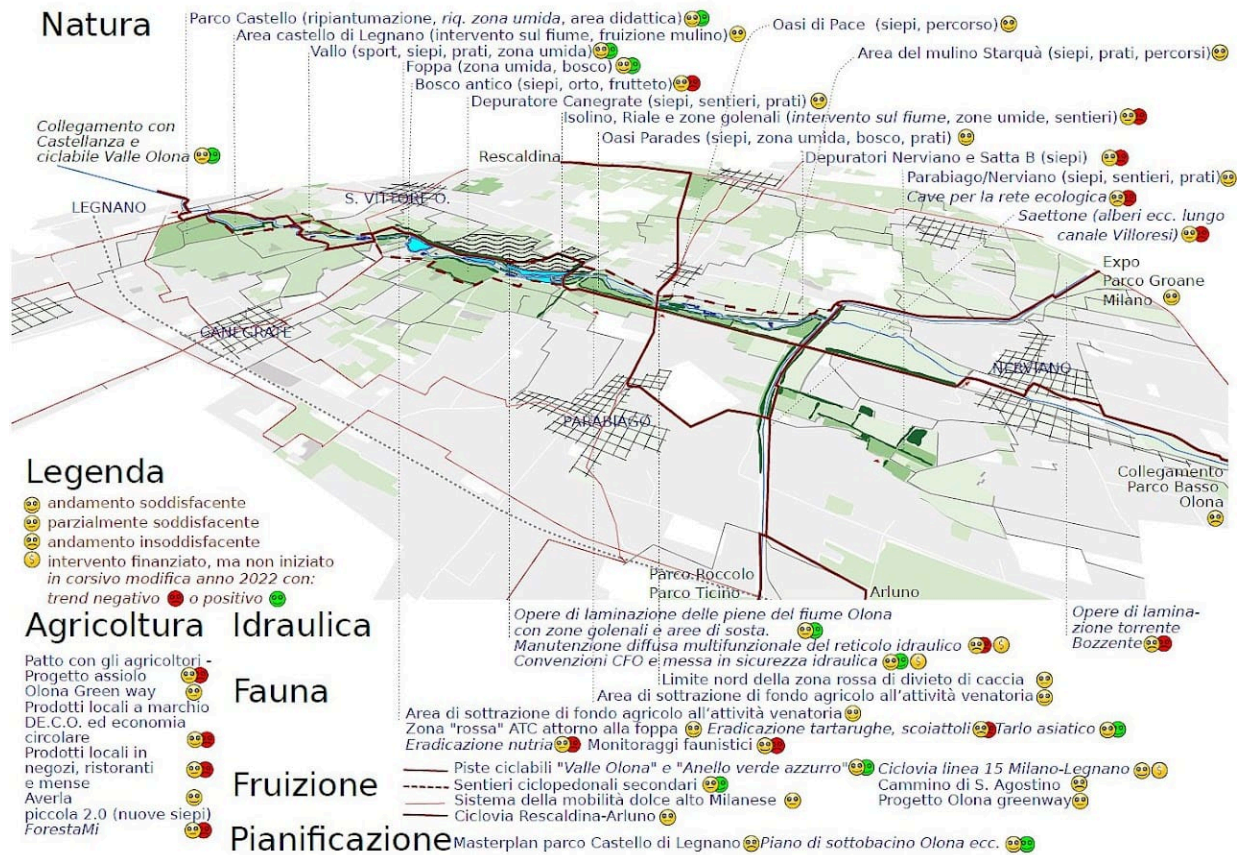 Natura
Parco Castello (ripiantumazione, riq. zona umida, area didattica)
Area castello di Legnano (intervento sul fiume, fruizione mulino)
Vallo (sport, siepi, prati, zona umida)
Foppa (zona umida, bosco)
Bosco antico (siepi, orto, frutteto)
Depuratore Canegrate (siepi, sentieri, prati)
Isolino, Riale e zone golenali (intervento sul fiume, zone umide, sentieri)
Oasi Parades (siepi, zona umida, bosco, prati)
Oasi di Pace (siepi, percorso)
Area del mulino Starquà (siepi, prati, percorsi)
Depuratori Nerviano e Satta B (siepi)
Parabiago/Nerviano (siepi, sentieri, prati)
Cave per la rete ecologica
Saettone (alberi ecc. lungo
canale Villoresi)
Collegamento con
Castellanza e
ciclabile Valle Olona
Rescaldina
LEGNANO
S. VITTORE O.
Expo
Parco Groane
Milano
CANEGRATE
NERVIANO
PARABIAGO
Collegamento
Parco Basso
Olona
Parco Roccolo
Parco Ticino
Arluno
Legenda
andamento soddisfacente
parzialmente soddisfacente
andamento insoddisfacente
$ intervento finanziato, ma non iniziato
in corsivo modifica anno 2022 con:
trend negativo o positivo
Agricoltura
Patto con gli agricoltori -
Progetto assiolo
Olona Green way
Prodotti locali a marchio
DE.C.O. ed economia
circolare
Prodotti locali in
negozi, ristoranti
e mense
Averla
piccola 2.0 (nuove siepi)
ForestaMi
Idraulica
Opere di laminazione delle piene del fiume Olona
con zone golenali e aree di sosta.
Manutenzione diffusa multifunzionale del reticolo idraulico $
Convenzioni CFO e messa in sicurezza idraulica $
Opere di lamina-
zione torrente
Bozzente
Fauna
Limite nord della zona rossa di divieto di caccia
Area di sottrazione di fondo agricolo all'attività venatoria
Area di sottrazione di fondo agricolo all'attività venatoria
Zona "rossa" ATC attorno alla foppa Eradicazione tartarughe, scoiattoli Tarlo asiatico
Eradicazione nutria Monitoraggi faunistici
Fruizione
Piste ciclabili "Valle Olona" e "Anello verde azzurro"
Sentieri ciclopedonali secondari
Sistema della mobilità dolce alto Milanese
Ciclovia Rescaldina-Arluno
Ciclovia linea 15 Milano-Legnano $
Cammino di S. Agostino
Progetto Olona greenway
Pianificazione
Masterplan parco Castello di Legnano Piano di sottobacino Olona ecc.